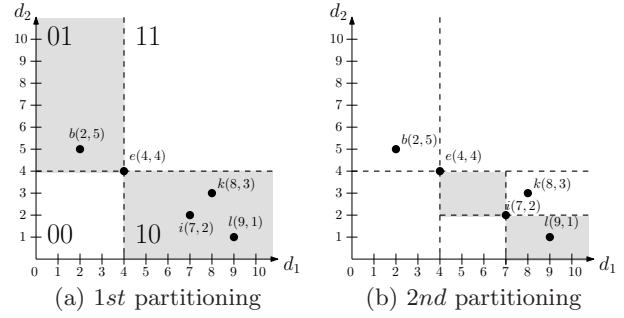 d2
10
9
8
7
6
5
4
3
2
1
0 1 2 3 4 5 6 7 8 9 10
d1
01 11
00 10
b(2,5)
e(4,4)
k(8,3)
i(7,2)
l(9,1)
(a) 1st partitioning
d2
10
9
8
7
6
5
4
3
2
1
0 1 2 3 4 5 6 7 8 9 10
d1
b(2,5)
e(4,4)
k(8,3)
i(7,2)
l(9,1)
(b) 2nd partitioning